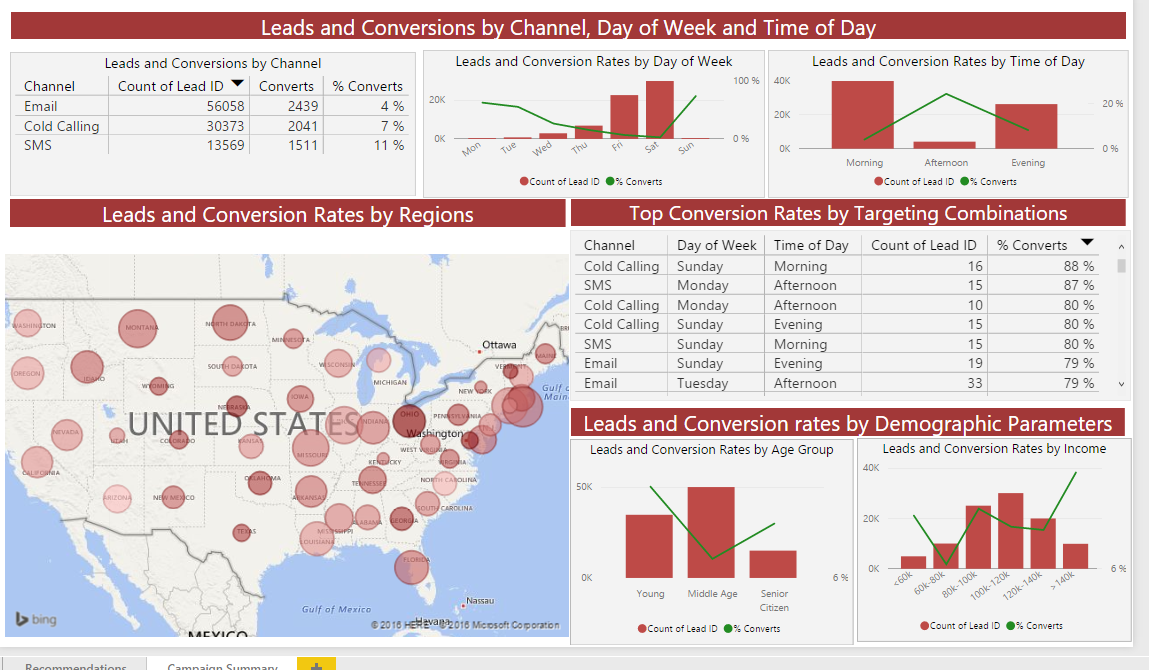 Leads and Conversions by Channel, Day of Week and Time of Day
Leads and Conversions by Channel
Channel Count of Lead ID Converts % Converts
Email 56058 2439 4 %
Cold Calling 30373 2041 7 %
SMS 13569 1511 11 %
Leads and Conversion Rates by Day of Week
100 %
20K
0K 0 %
Mon Tue Wed Thu Fri Sat Sun
Count of Lead ID % Converts
Leads and Conversion Rates by Time of Day
40K
20K 20 %
0K 0 %
Morning Afternoon Evening
Count of Lead ID % Converts
Leads and Conversion Rates by Regions
WASHINGTON
MONTANA
NORTH DAKOTA
MINNESOTA
Ottawa
MAINE
OREGON
IDAHO
WYOMING
SOUTH DAKOTA
WISCONSIN
MICHIGAN
VERMONT
NEW YORK
Gulf of
Maine
NEBRASKA
IOWA
UNITED STATES
INDIANA
OHIO
PENNSYLVANIA
Washington
NEVADA
UTAH
COLORADO
KANSAS
MISSOURI
WEST VIRGINIA
VIRGINIA
KENTUCKY
CALIFORNIA
ARIZONA
NEW MEXICO
OKLAHOMA
ARKANSAS
TENNESSEE
NORTH CAROLINA
SOUTH CAROLINA
TEXAS
LOUISIANA
MISSISSIPPI
ALABAMA
GEORGIA
FLORIDA
Gulf of Mexico
Nassau
Havana
MEXICO
bing
© 2016 HERE © 2016 Microsoft Corporation
Top Conversion Rates by Targeting Combinations
Channel Day of Week Time of Day Count of Lead ID % Converts
Cold Calling Sunday Morning 16 88 %
SMS Monday Afternoon 15 87 %
Cold Calling Monday Afternoon 10 80 %
Cold Calling Sunday Evening 15 80 %
SMS Sunday Morning 15 80 %
Email Sunday Evening 19 79 %
Email Tuesday Afternoon 33 79 %
Leads and Conversion rates by Demographic Parameters
Leads and Conversion Rates by Age Group
50K
0K 6 %
Young Middle Age Senior
Citizen
Count of Lead ID % Converts
Leads and Conversion Rates by Income
40K
20K
0K 6 %
<60k 60k-80k 80k-100k 100k-120k 120k-140k >140k
Count of Lead ID % Converts
Recommendations Campaign Summary